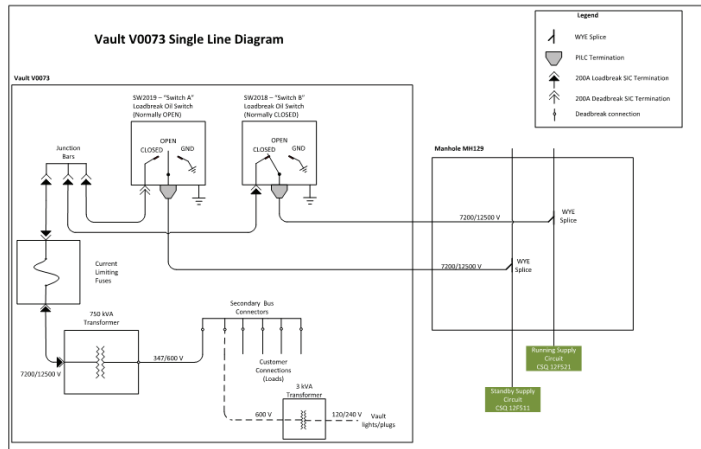 Vault V0073 Single Line Diagram
Legend
WYE Splice
PILC Termination
200A Loadbreak SIC Termination
200A Deadbreak SIC Termination
Deadbreak connection
Vault V0073
SW2019 – "Switch A"
Loadbreak Oil Switch
(Normally OPEN)
SW2018 – "Switch B"
Loadbreak Oil Switch
(Normally CLOSED)
OPEN
CLOSED
GND
OPEN
CLOSED
GND
Junction
Bars
Manhole MH129
7200/12500 V
WYE
Splice
7200/12500 V
WYE
Splice
Current
Limiting
Fuses
750 kVA
Transformer
7200/12500 V
347/600 V
Secondary Bus
Connectors
Customer
Connections
(Loads)
3 kVA
Transformer
600 V
120/240 V
Vault
lights/plugs
Running Supply
Circuit
CSQ 12F521
Standby Supply
Circuit
CSQ 12F511